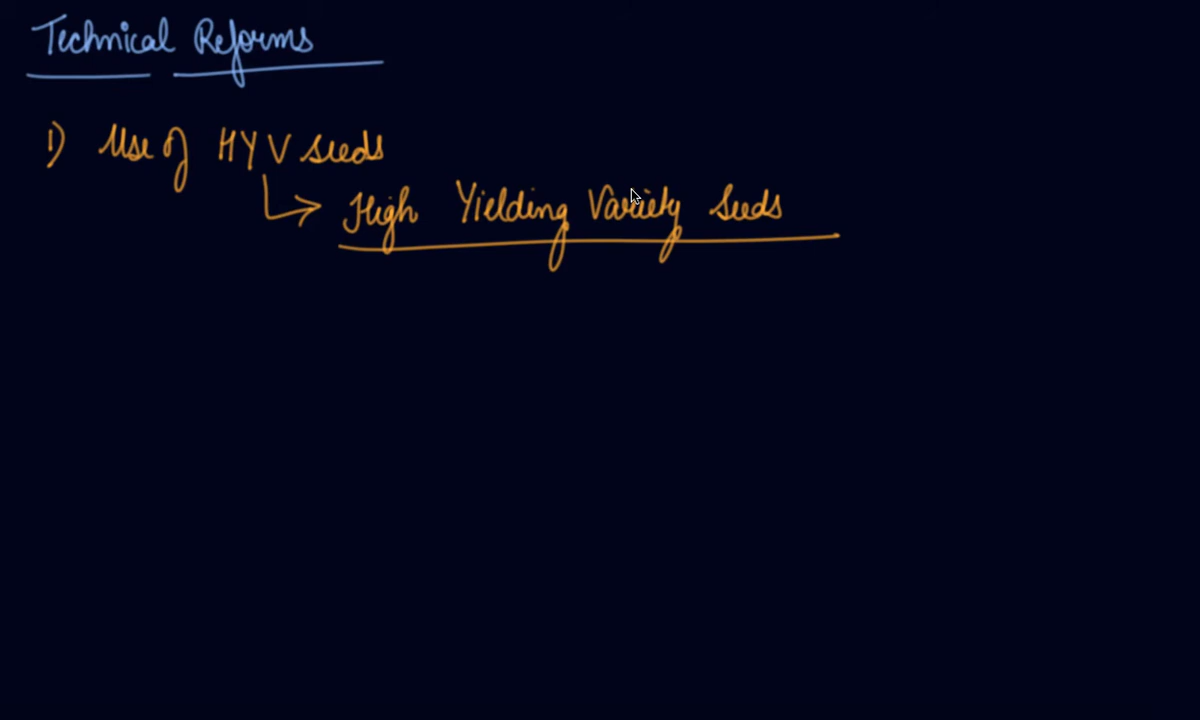 Technical Reforms
1) Use of HYV seeds
High Yielding Variety Seeds